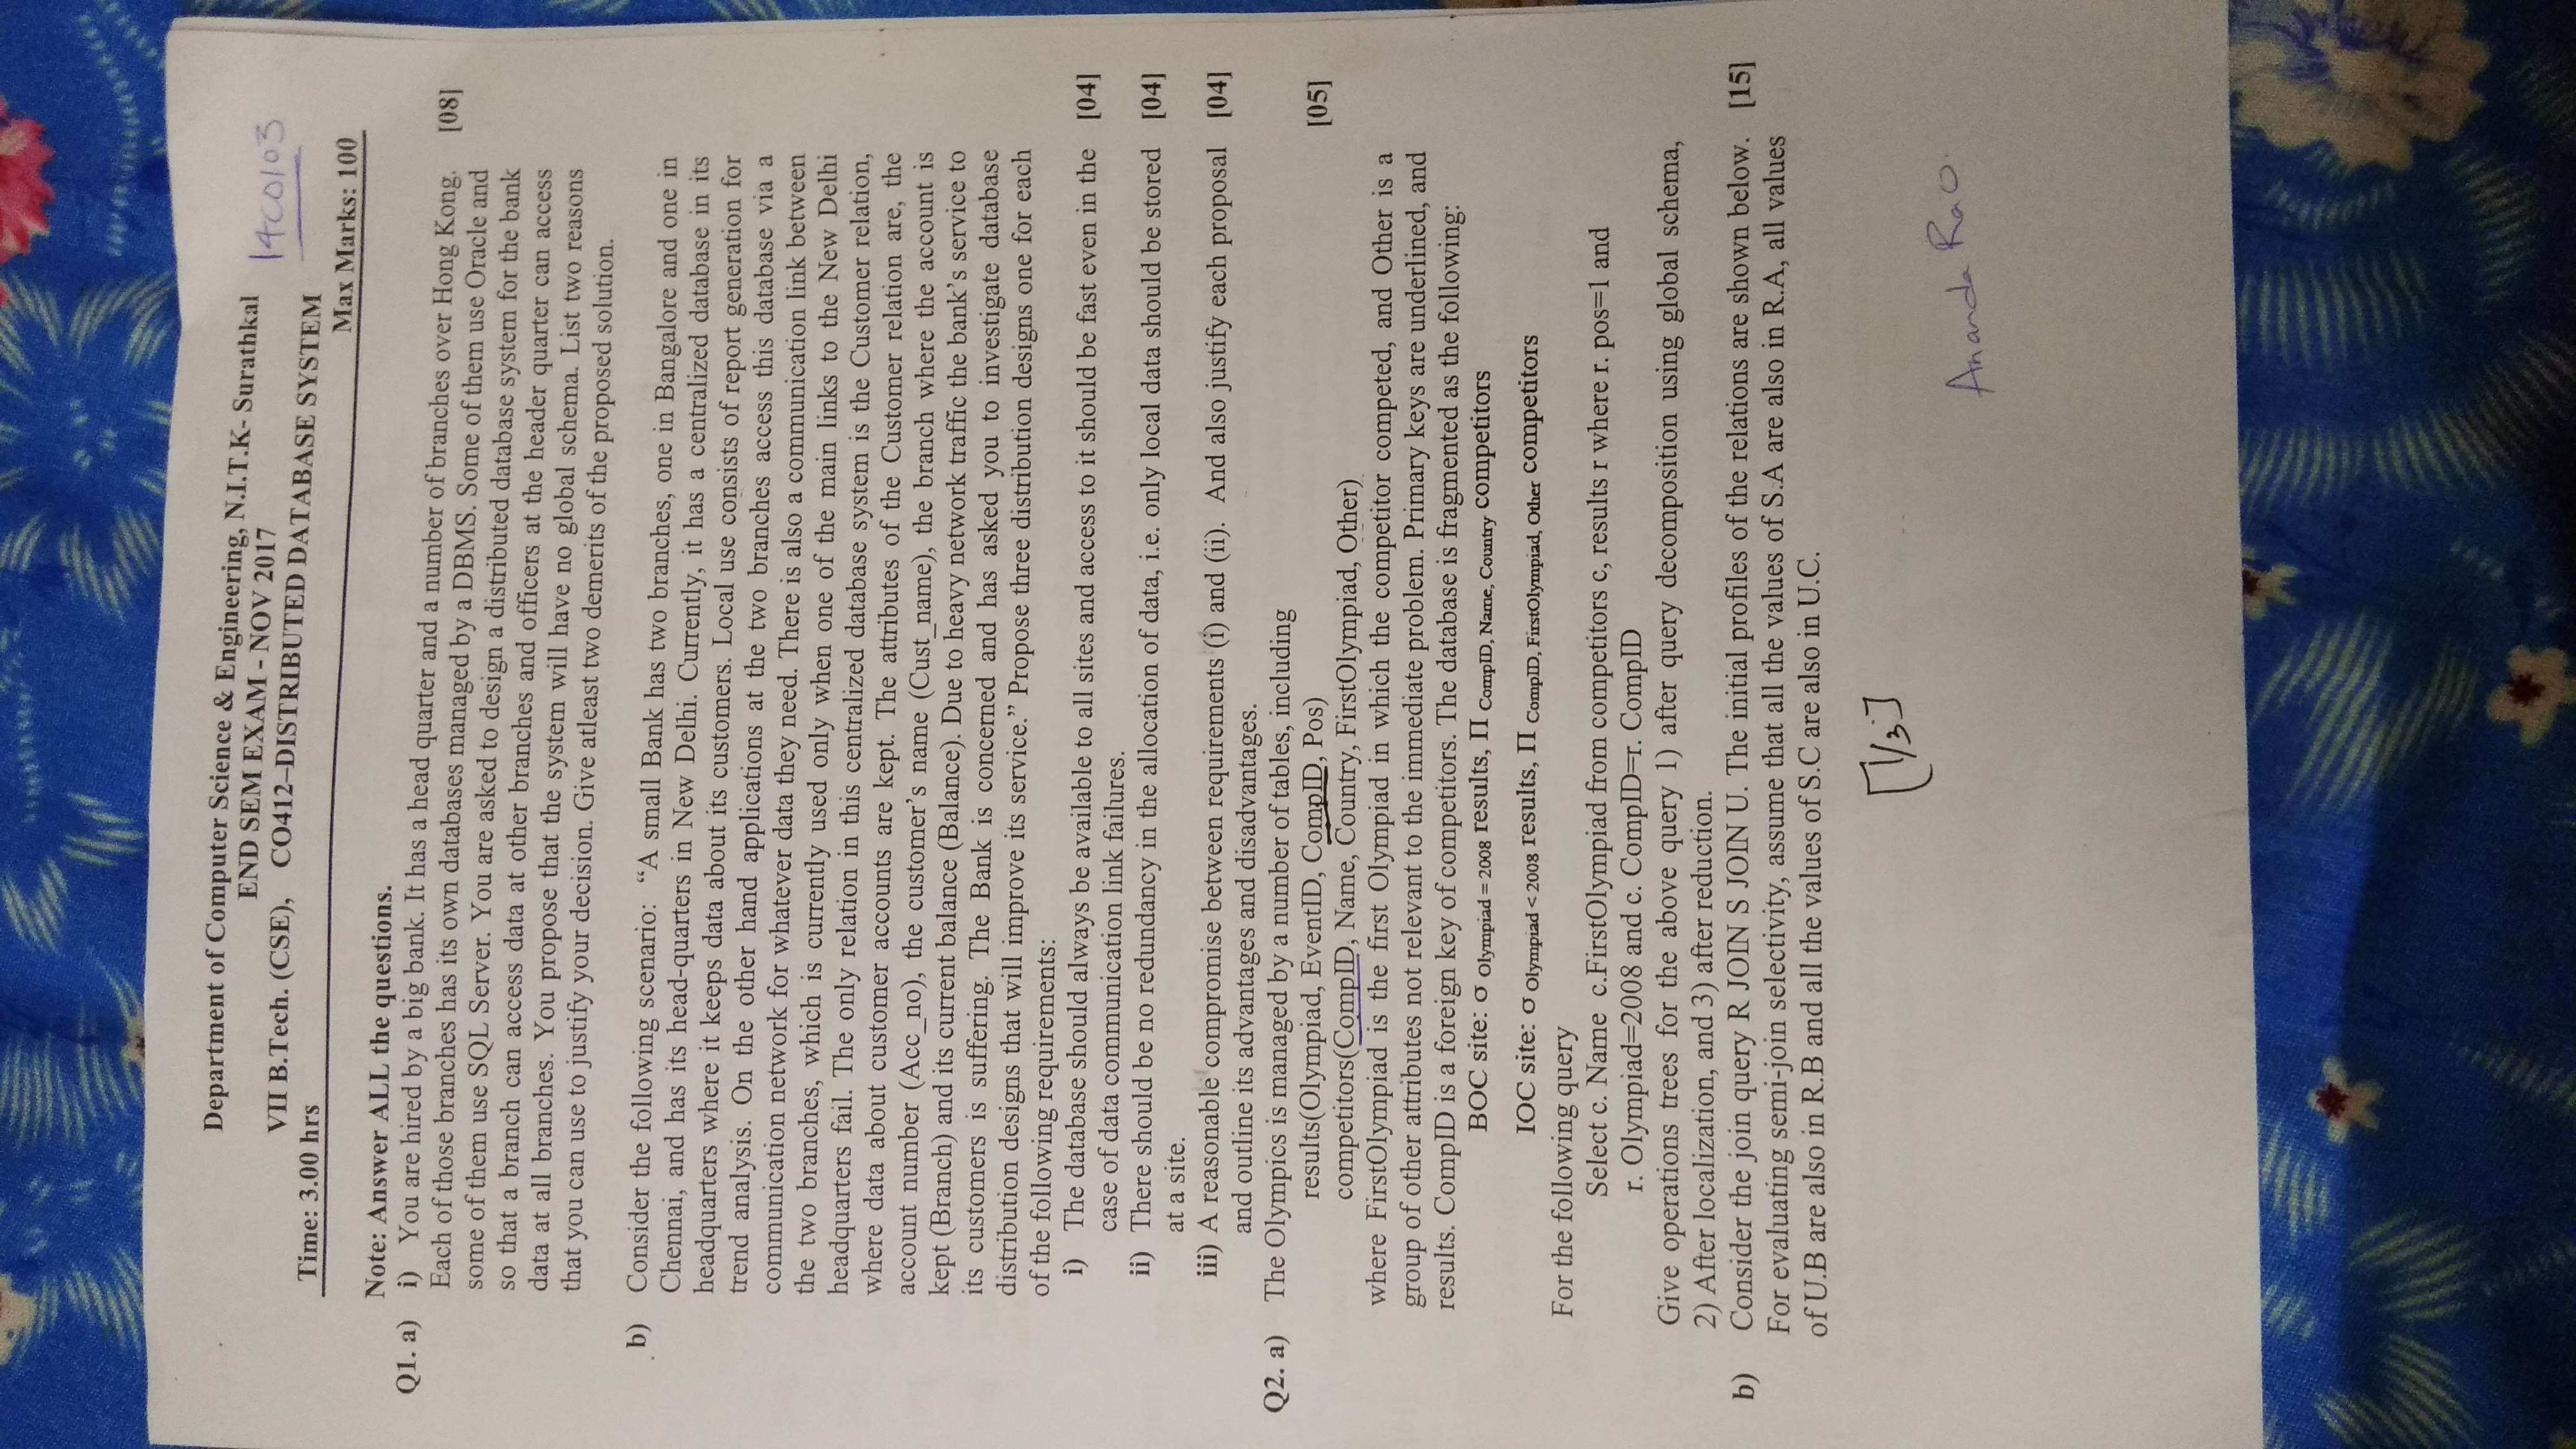 Department of Computer Science & Engineering, N.I.T.K- Surathkal
END SEM EXAM - NOV 2017
14CO103
VII B.Tech. (CSE), CO412–DISTRIBUTED DATABASE SYSTEM
Time: 3.00 hrs
Max Marks: 100
Note: Answer ALL the questions.
Q1. a) i) You are hired by a big bank. It has a head quarter and a number of branches over Hong Kong. [08]
Each of those branches has its own databases managed by a DBMS. Some of them use Oracle and
some of them use SQL Server. You are asked to design a distributed database system for the bank
so that a branch can access data at other branches and officers at the header quarter can access
data at all branches. You propose that the system will have no global schema. List two reasons
that you can use to justify your decision. Give atleast two demerits of the proposed solution.
b) Consider the following scenario: “A small Bank has two branches, one in Bangalore and one in
Chennai, and has its head-quarters in New Delhi. Currently, it has a centralized database in its
headquarters where it keeps data about its customers. Local use consists of report generation for
trend analysis. On the other hand applications at the two branches access this database via a
communication network for whatever data they need. There is also a communication link between
the two branches, which is currently used only when one of the main links to the New Delhi
headquarters fail. The only relation in this centralized database system is the Customer relation,
where data about customer accounts are kept. The attributes of the Customer relation are, the
account number (Acc_no), the customer’s name (Cust_name), the branch where the account is
kept (Branch) and its current balance (Balance). Due to heavy network traffic the bank’s service to
its customers is suffering. The Bank is concerned and has asked you to investigate database
distribution designs that will improve its service.” Propose three distribution designs one for each
of the following requirements:
i) The database should always be available to all sites and access to it should be fast even in the [04]
case of data communication link failures.
ii) There should be no redundancy in the allocation of data, i.e. only local data should be stored [04]
at a site.
iii) A reasonable compromise between requirements (i) and (ii). And also justify each proposal [04]
and outline its advantages and disadvantages.
Q2. a) The Olympics is managed by a number of tables, including
results(Olympiad, EventID, CompID, Pos) [05]
competitors(CompID, Name, Country, FirstOlympiad, Other)
where FirstOlympiad is the first Olympiad in which the competitor competed, and Other is a
group of other attributes not relevant to the immediate problem. Primary keys are underlined, and
results. CompID is a foreign key of competitors. The database is fragmented as the following:
BOC site: σ Olympiad = 2008 results, Π CompID, Name, Country competitors
IOC site: σ Olympiad < 2008 results, Π CompID, FirstOlympiad, Other competitors
For the following query
Select c. Name c.FirstOlympiad from competitors c, results r where r. pos=1 and
r. Olympiad=2008 and c. CompID=r. CompID
Give operations trees for the above query 1) after query decomposition using global schema,
2) After localization, and 3) after reduction.
b) Consider the join query R JOIN S JOIN U. The initial profiles of the relations are shown below. [15]
For evaluating semi-join selectivity, assume that all the values of S.A are also in R.A, all values
of U.B are also in R.B and all the values of S.C are also in U.C.
[1/3]
Ananda Rao.